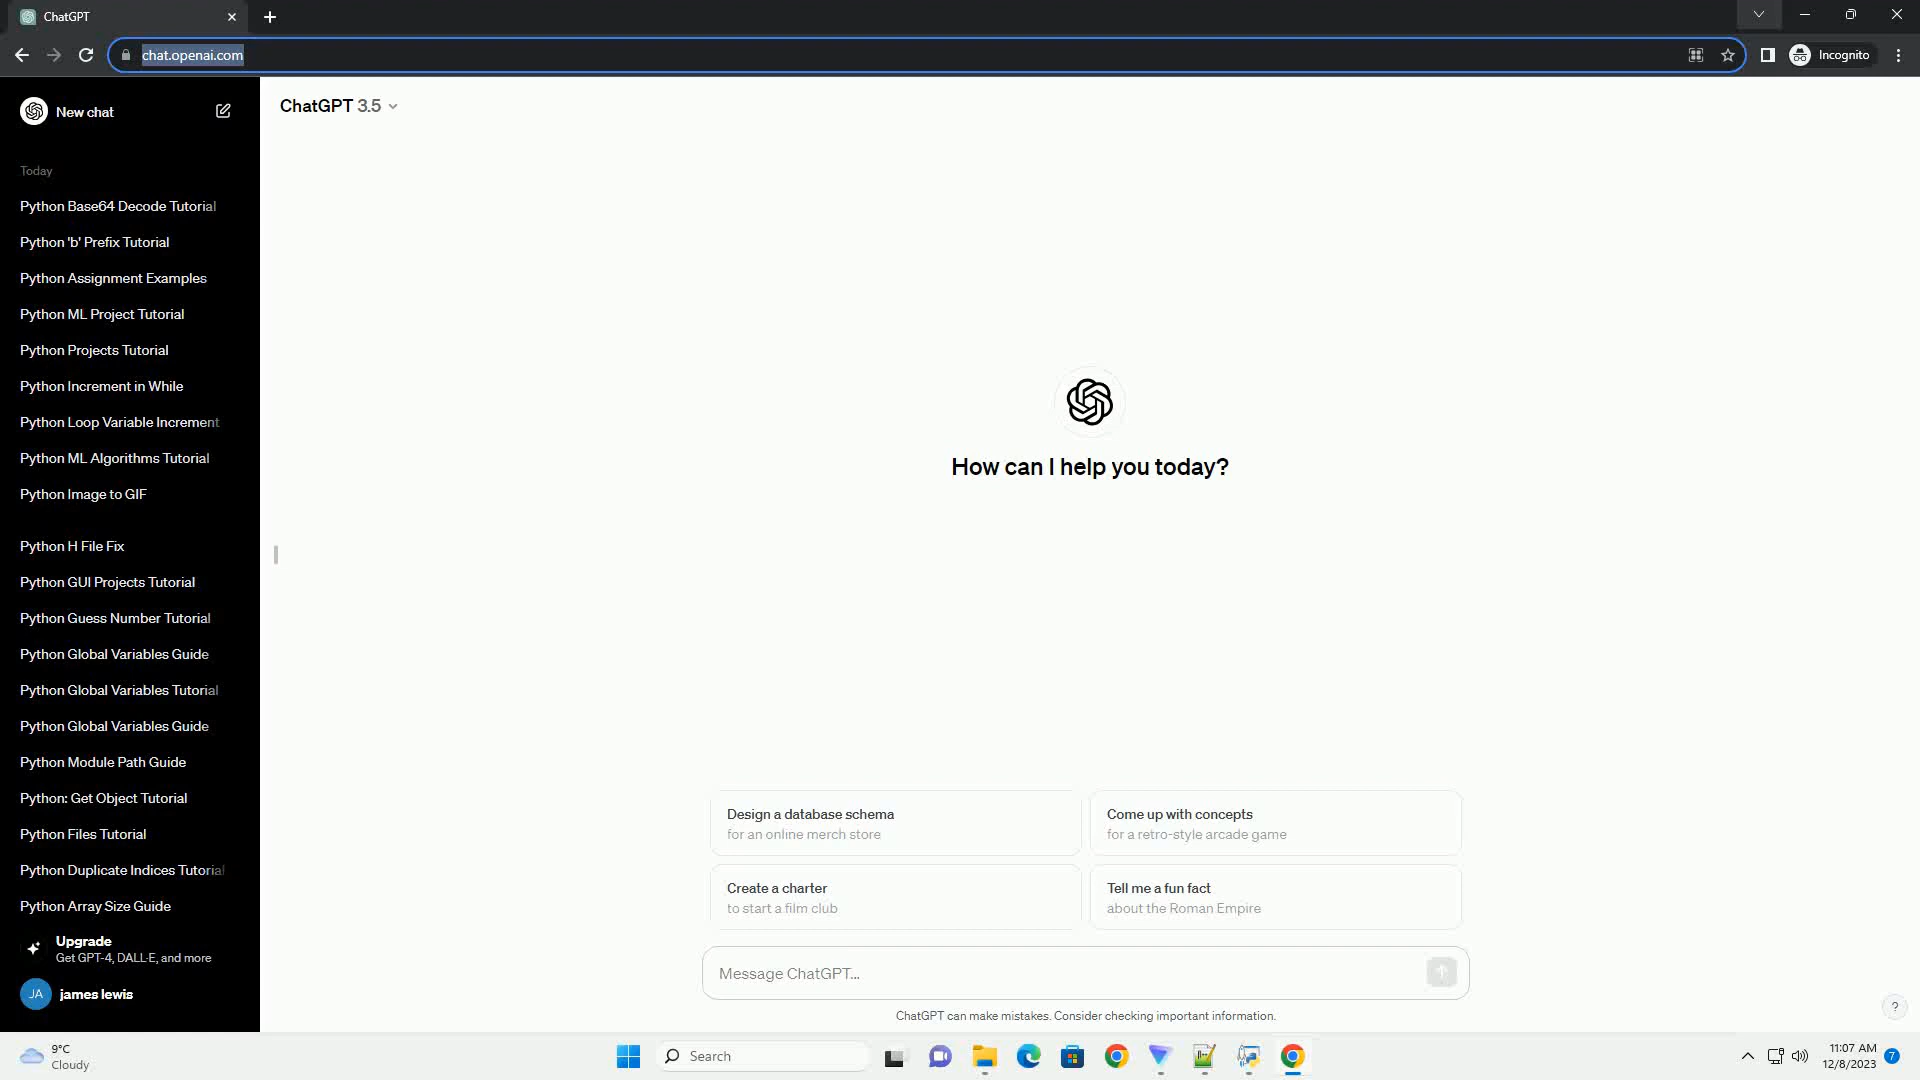 ChatGPT
chat.openai.com
Incognito
New chat
ChatGPT 3.5
Today
Python Base64 Decode Tutorial
Python 'b' Prefix Tutorial
Python Assignment Examples
Python ML Project Tutorial
Python Projects Tutorial
Python Increment in While
Python Loop Variable Increment
Python ML Algorithms Tutorial
Python Image to GIF
Python H File Fix
Python GUI Projects Tutorial
Python Guess Number Tutorial
Python Global Variables Guide
Python Global Variables Tutorial
Python Global Variables Guide
Python Module Path Guide
Python: Get Object Tutorial
Python Files Tutorial
Python Duplicate Indices Tutorial
Python Array Size Guide
Upgrade
Get GPT-4, DALL·E, and more
JA
james lewis
How can I help you today?
Design a database schema
for an online merch store
Come up with concepts
for a retro-style arcade game
Create a charter
to start a film club
Tell me a fun fact
about the Roman Empire
Message ChatGPT...
ChatGPT can make mistakes. Consider checking important information.
?
9°C
Cloudy
Search
11:07 AM
12/8/2023
7